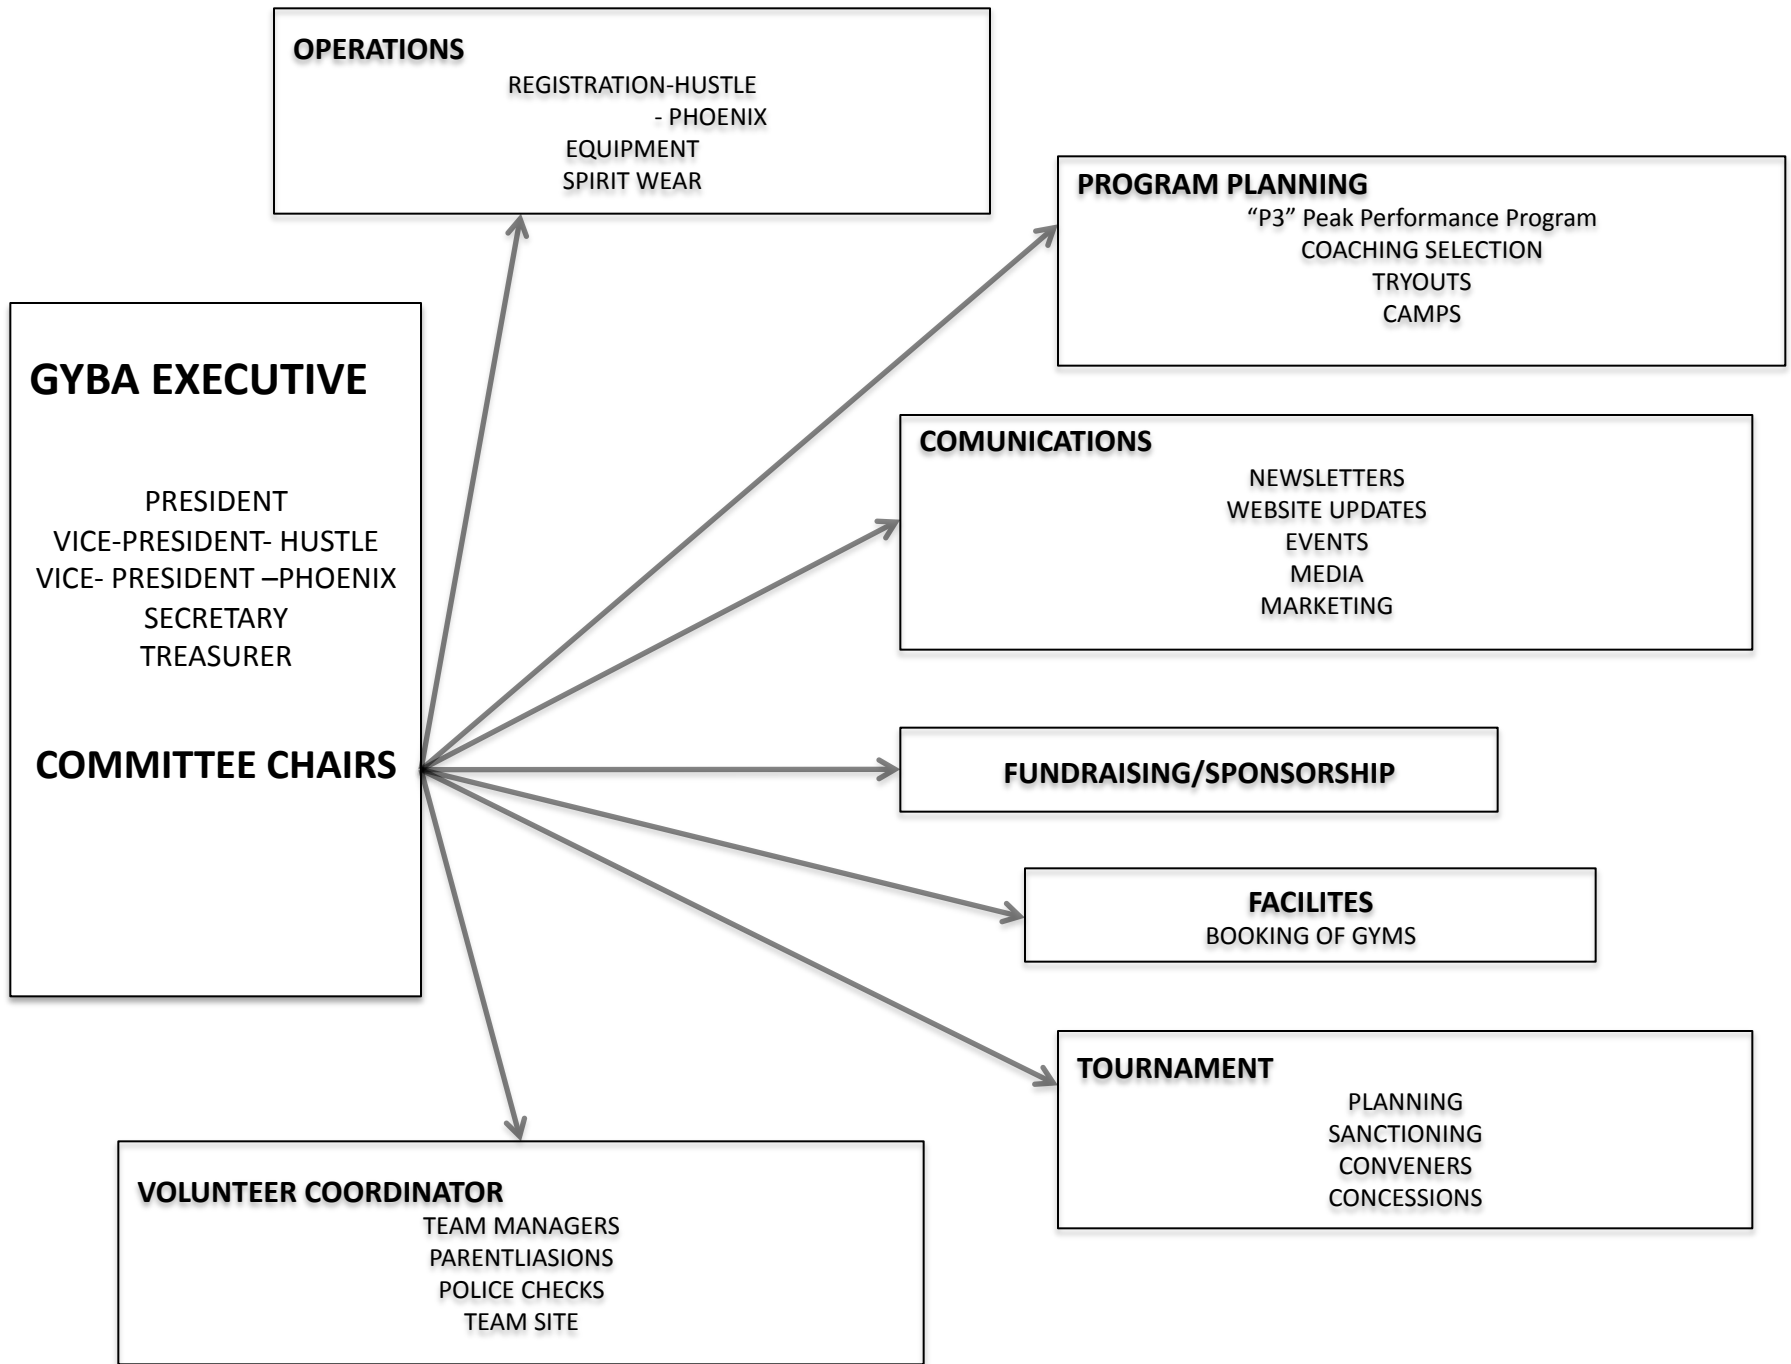 OPERATIONS
REGISTRATION-HUSTLE
- PHOENIX
EQUIPMENT
SPIRIT WEAR
PROGRAM PLANNING
“P3” Peak Performance Program
COACHING SELECTION
TRYOUTS
CAMPS
GYBA EXECUTIVE
PRESIDENT
VICE-PRESIDENT- HUSTLE
VICE- PRESIDENT –PHOENIX
SECRETARY
TREASURER
COMMITTEE CHAIRS
COMUNICATIONS
NEWSLETTERS
WEBSITE UPDATES
EVENTS
MEDIA
MARKETING
FUNDRAISING/SPONSORSHIP
FACILITES
BOOKING OF GYMS
TOURNAMENT
PLANNING
SANCTIONING
CONVENERS
CONCESSIONS
VOLUNTEER COORDINATOR
TEAM MANAGERS
PARENTLIASIONS
POLICE CHECKS
TEAM SITE